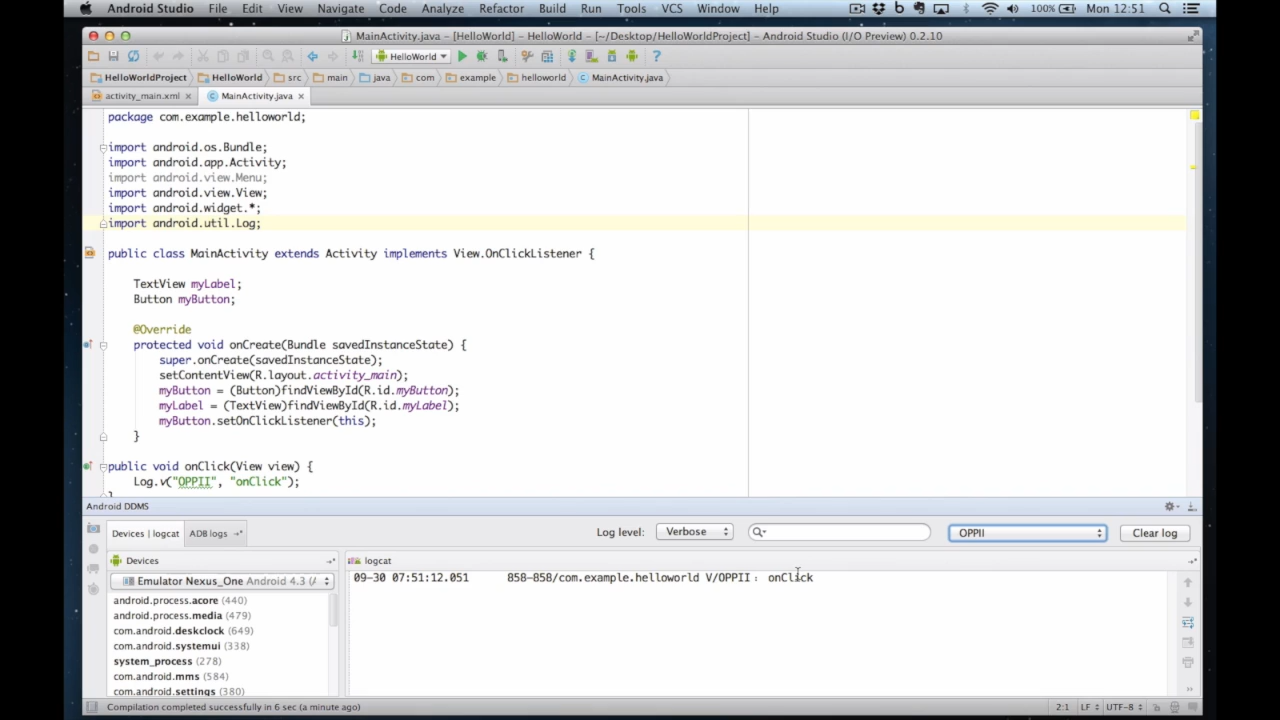 Android Studio File Edit View Navigate Code Analyze Refactor Build Run Tools VCS Window Help 100% Mon 12:51
MainActivity.java - [HelloWorld] - HelloWorld - [~/Desktop/HelloWorldProject] - Android Studio (I/O Preview) 0.2.10
HelloWorld
HelloWorldProject HelloWorld src main java com example helloworld MainActivity.java
activity_main.xml MainActivity.java
package com.example.helloworld;
import android.os.Bundle;
import android.app.Activity;
import android.view.Menu;
import android.view.View;
import android.widget.*;
import android.util.Log;
public class MainActivity extends Activity implements View.OnClickListener {
TextView myLabel;
Button myButton;
@Override
protected void onCreate(Bundle savedInstanceState) {
super.onCreate(savedInstanceState);
setContentView(R.layout.activity_main);
myButton = (Button)findViewById(R.id.myButton);
myLabel = (TextView)findViewById(R.id.myLabel);
myButton.setOnClickListener(this);
}
public void onClick(View view) {
Log.v("OPPII", "onClick");
}
Android DDMS
Devices | logcat ADB logs Log level: Verbose OPPII Clear log
Devices logcat
Emulator Nexus_One Android 4.3 (
09-30 07:51:12.051 858-858/com.example.helloworld V/OPPII : onClick
android.process.acore (440)
android.process.media (479)
com.android.deskclock (649)
com.android.systemui (338)
system_process (278)
com.android.mms (584)
com.android.settings (380)
Compilation completed successfully in 6 sec (a minute ago) 2:1 LF UTF-8